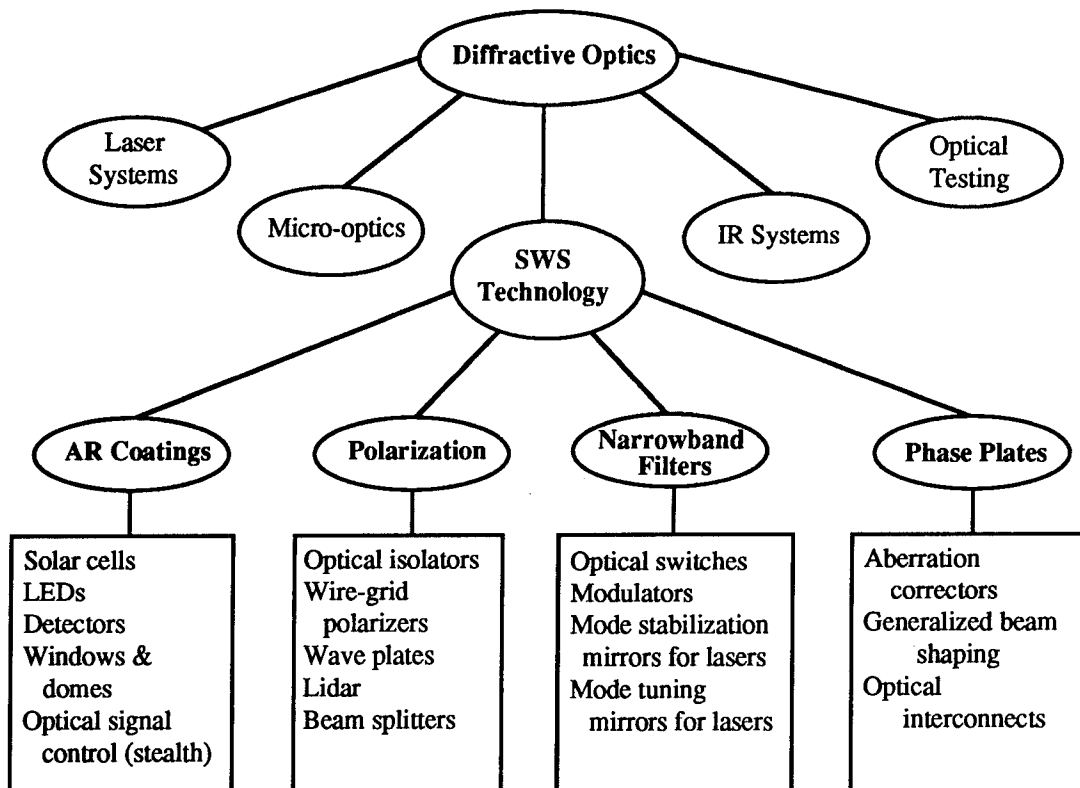 Diffractive Optics
Laser
Systems
Optical
Testing
Micro-optics
IR Systems
SWS
Technology
AR Coatings
Polarization
Narrowband
Filters
Phase Plates
Solar cells
LEDs
Detectors
Windows &
domes
Optical signal
control (stealth)
Optical isolators
Wire-grid
polarizers
Wave plates
Lidar
Beam splitters
Optical switches
Modulators
Mode stabilization
mirrors for lasers
Mode tuning
mirrors for lasers
Aberration
correctors
Generalized beam
shaping
Optical
interconnects